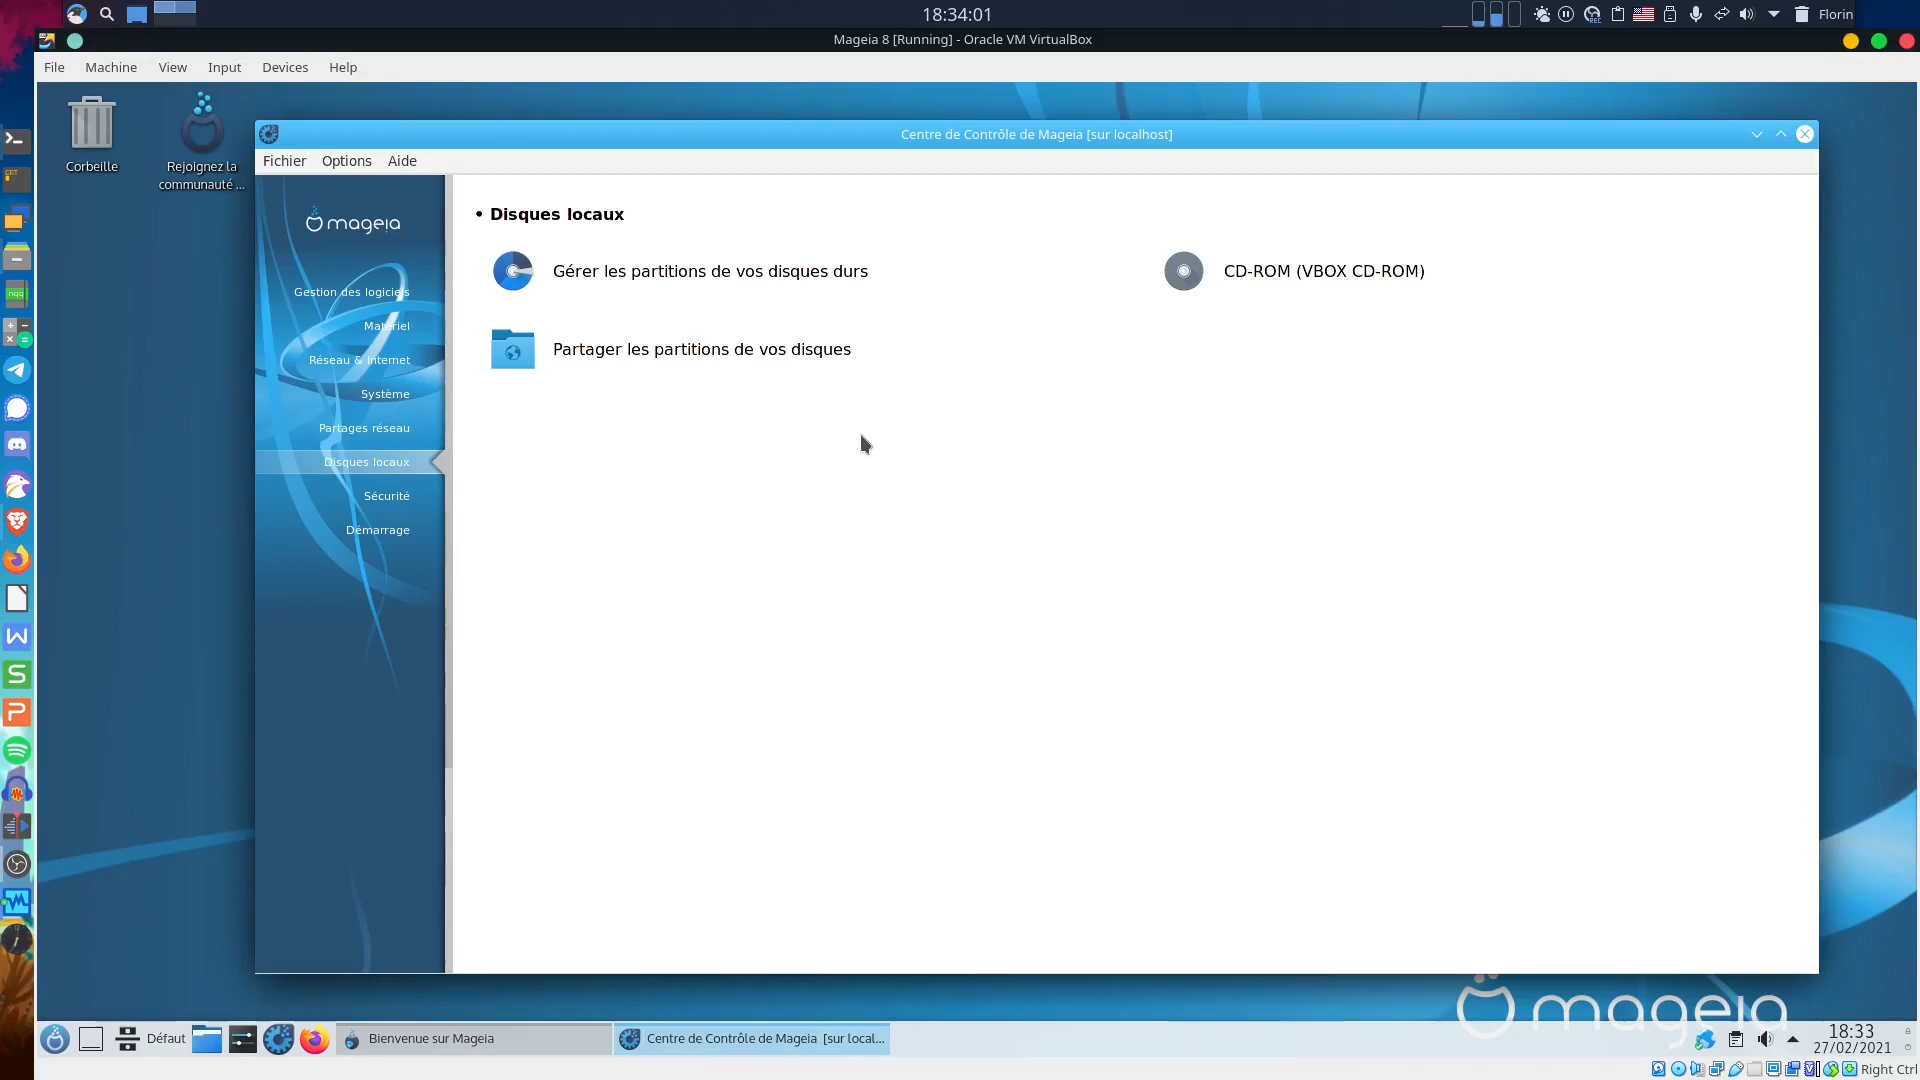 18:34:01
Florin
Mageia 8 [Running] - Oracle VM VirtualBox
File Machine View Input Devices Help
Corbeille
Rejoignez la
communauté ...
Centre de Contrôle de Mageia [sur localhost]
Fichier Options Aide
mageia
Gestion des logiciels
Matériel
Réseau & Internet
Système
Partages réseau
Disques locaux
Sécurité
Démarrage
• Disques locaux
Gérer les partitions de vos disques durs
CD-ROM (VBOX CD-ROM)
Partager les partitions de vos disques
mageia
Défaut
Bienvenue sur Mageia
Centre de Contrôle de Mageia [sur local...
18:33
27/02/2021
Right Ctrl